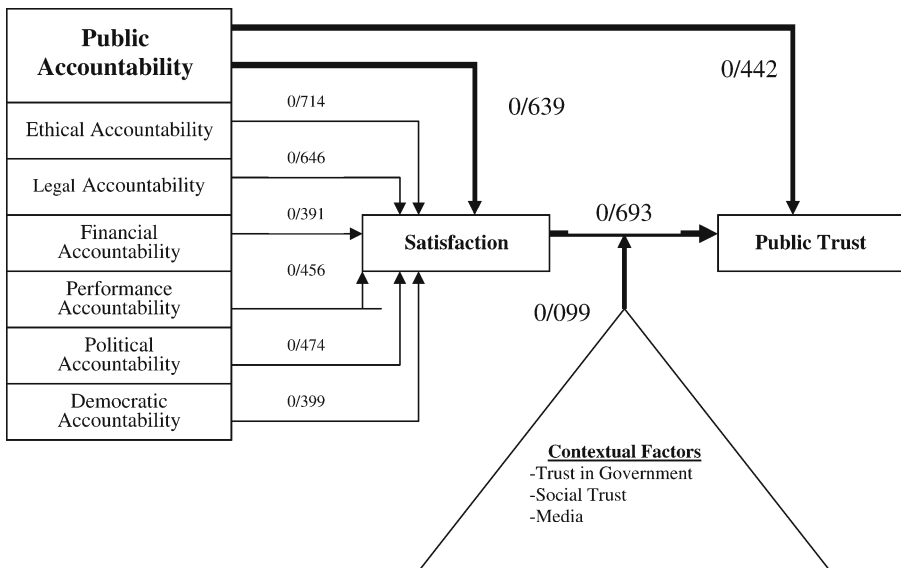 Public
Accountability
0/442
0/639
0/714
Ethical Accountability
0/646
Legal Accountability
0/391
Financial
Accountability
0/456
Performance
Accountability
0/474
Political
Accountability
0/399
Democratic
Accountability
Satisfaction
0/693
Public Trust
0/099
Contextual Factors
-Trust in Government
-Social Trust
-Media